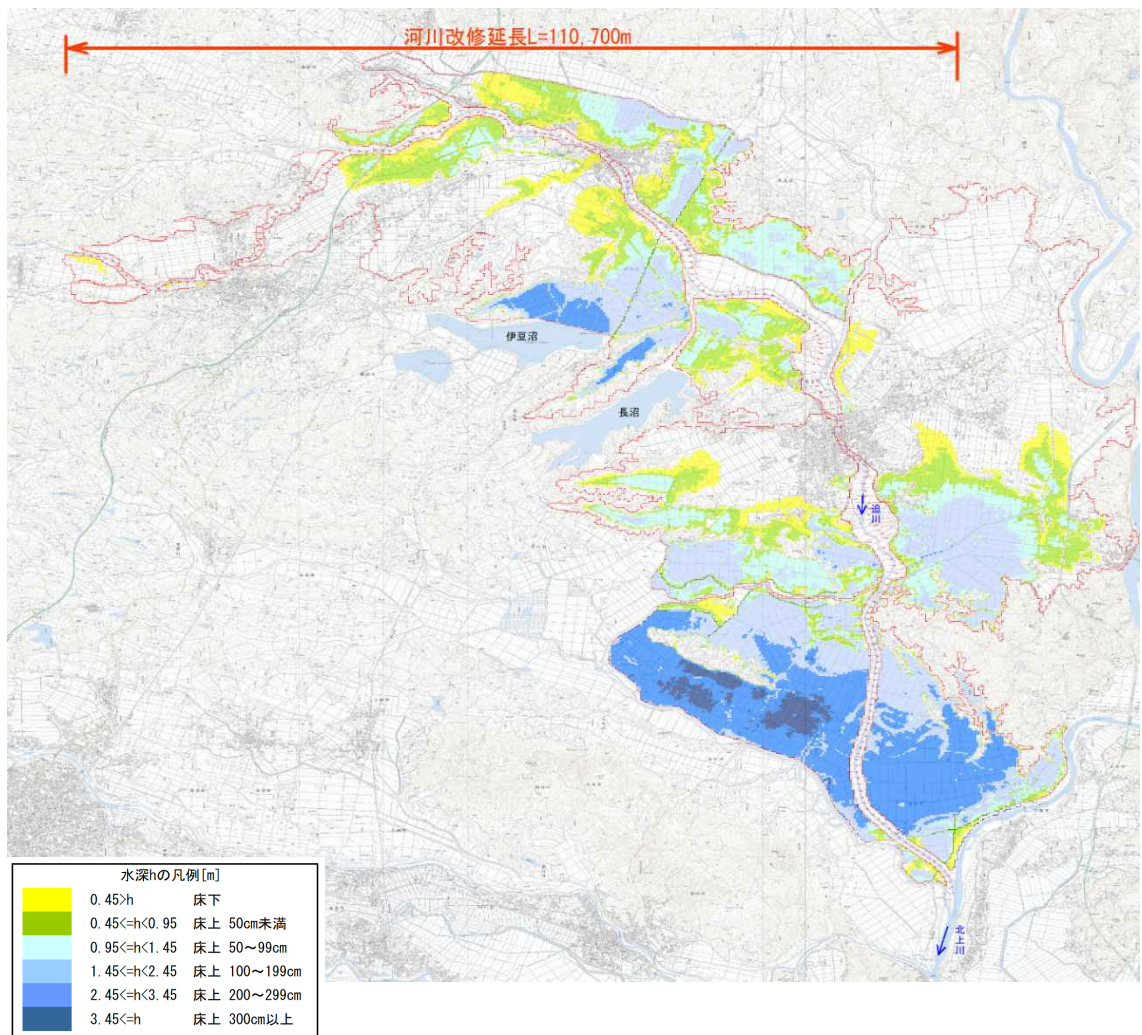 河川改修延長L=110,700m
伊豆沼
長沼
迫川
北上川
水深hの凡例[m]
0.45>h 床下
0.45<=h<0.95 床上 50cm未満
0.95<=h<1.45 床上 50～99cm
1.45<=h<2.45 床上 100～199cm
2.45<=h<3.45 床上 200～299cm
3.45<=h 床上 300cm以上